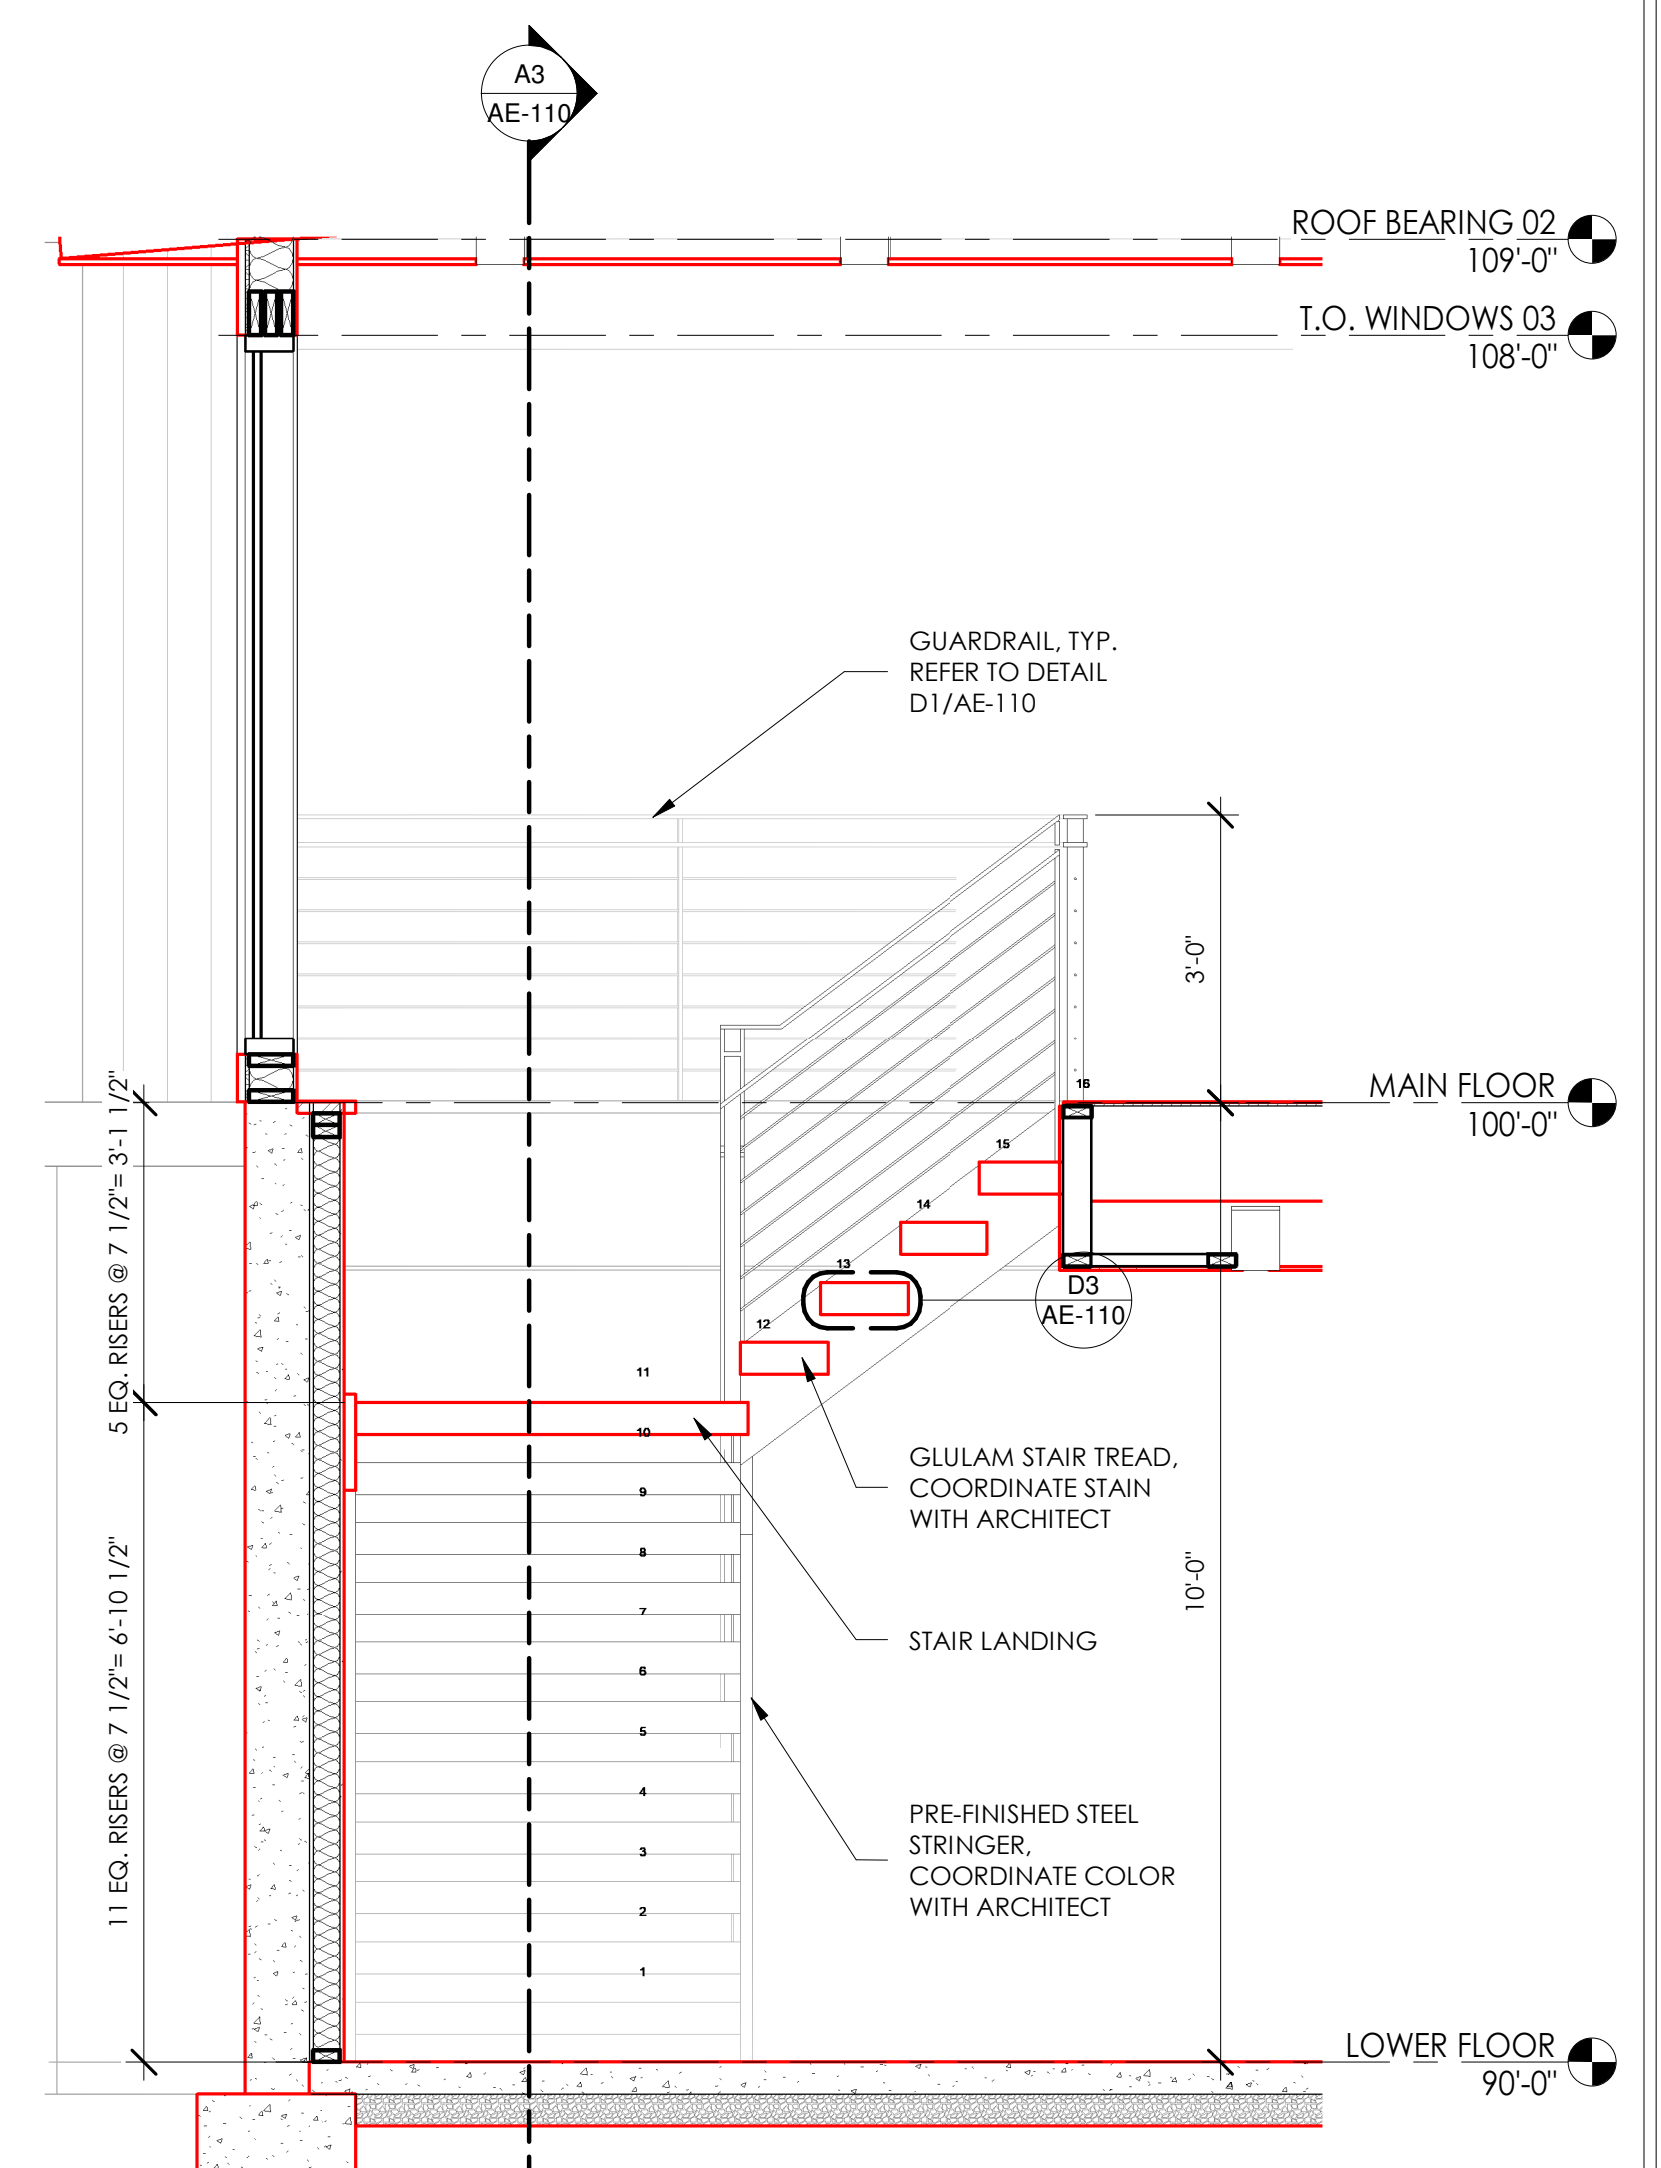 A3
AE-110
ROOF BEARING 02
109'-0"
T.O. WINDOWS 03
108'-0"
GUARDRAIL, TYP.
REFER TO DETAIL
D1/AE-110
3'-0"
MAIN FLOOR
100'-0"
5 EQ. RISERS @ 7 1/2"= 3'-1 1/2"
16
15
14
13
12
11
10
9
8
7
6
5
4
3
2
1
D3
AE-110
GLULAM STAIR TREAD,
COORDINATE STAIN
WITH ARCHITECT
10'-0"
11 EQ. RISERS @ 7 1/2"= 6'-10 1/2"
STAIR LANDING
PRE-FINISHED STEEL
STRINGER,
COORDINATE COLOR
WITH ARCHITECT
LOWER FLOOR
90'-0"